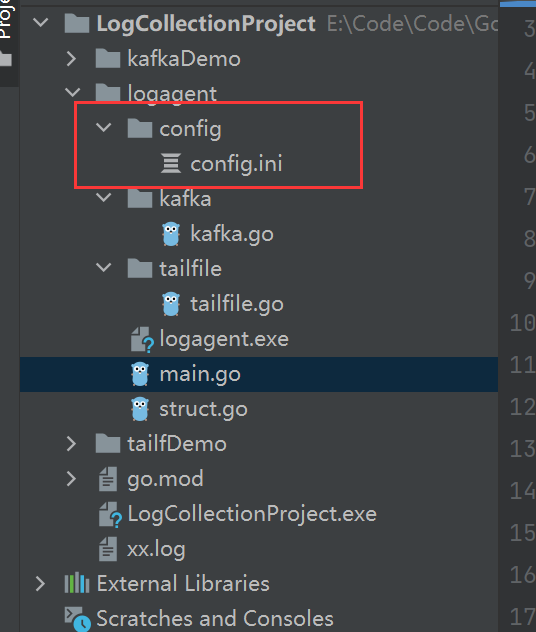 LogCollectionProject E:\Code\Code\Go
kafkaDemo
logagent
config
config.ini
kafka
kafka.go
tailfile
tailfile.go
logagent.exe
main.go
struct.go
tailfDemo
go.mod
LogCollectionProject.exe
xx.log
External Libraries
Scratches and Consoles
3
4
5
6
7
8
9
10
11
12
13
14
15
16
17